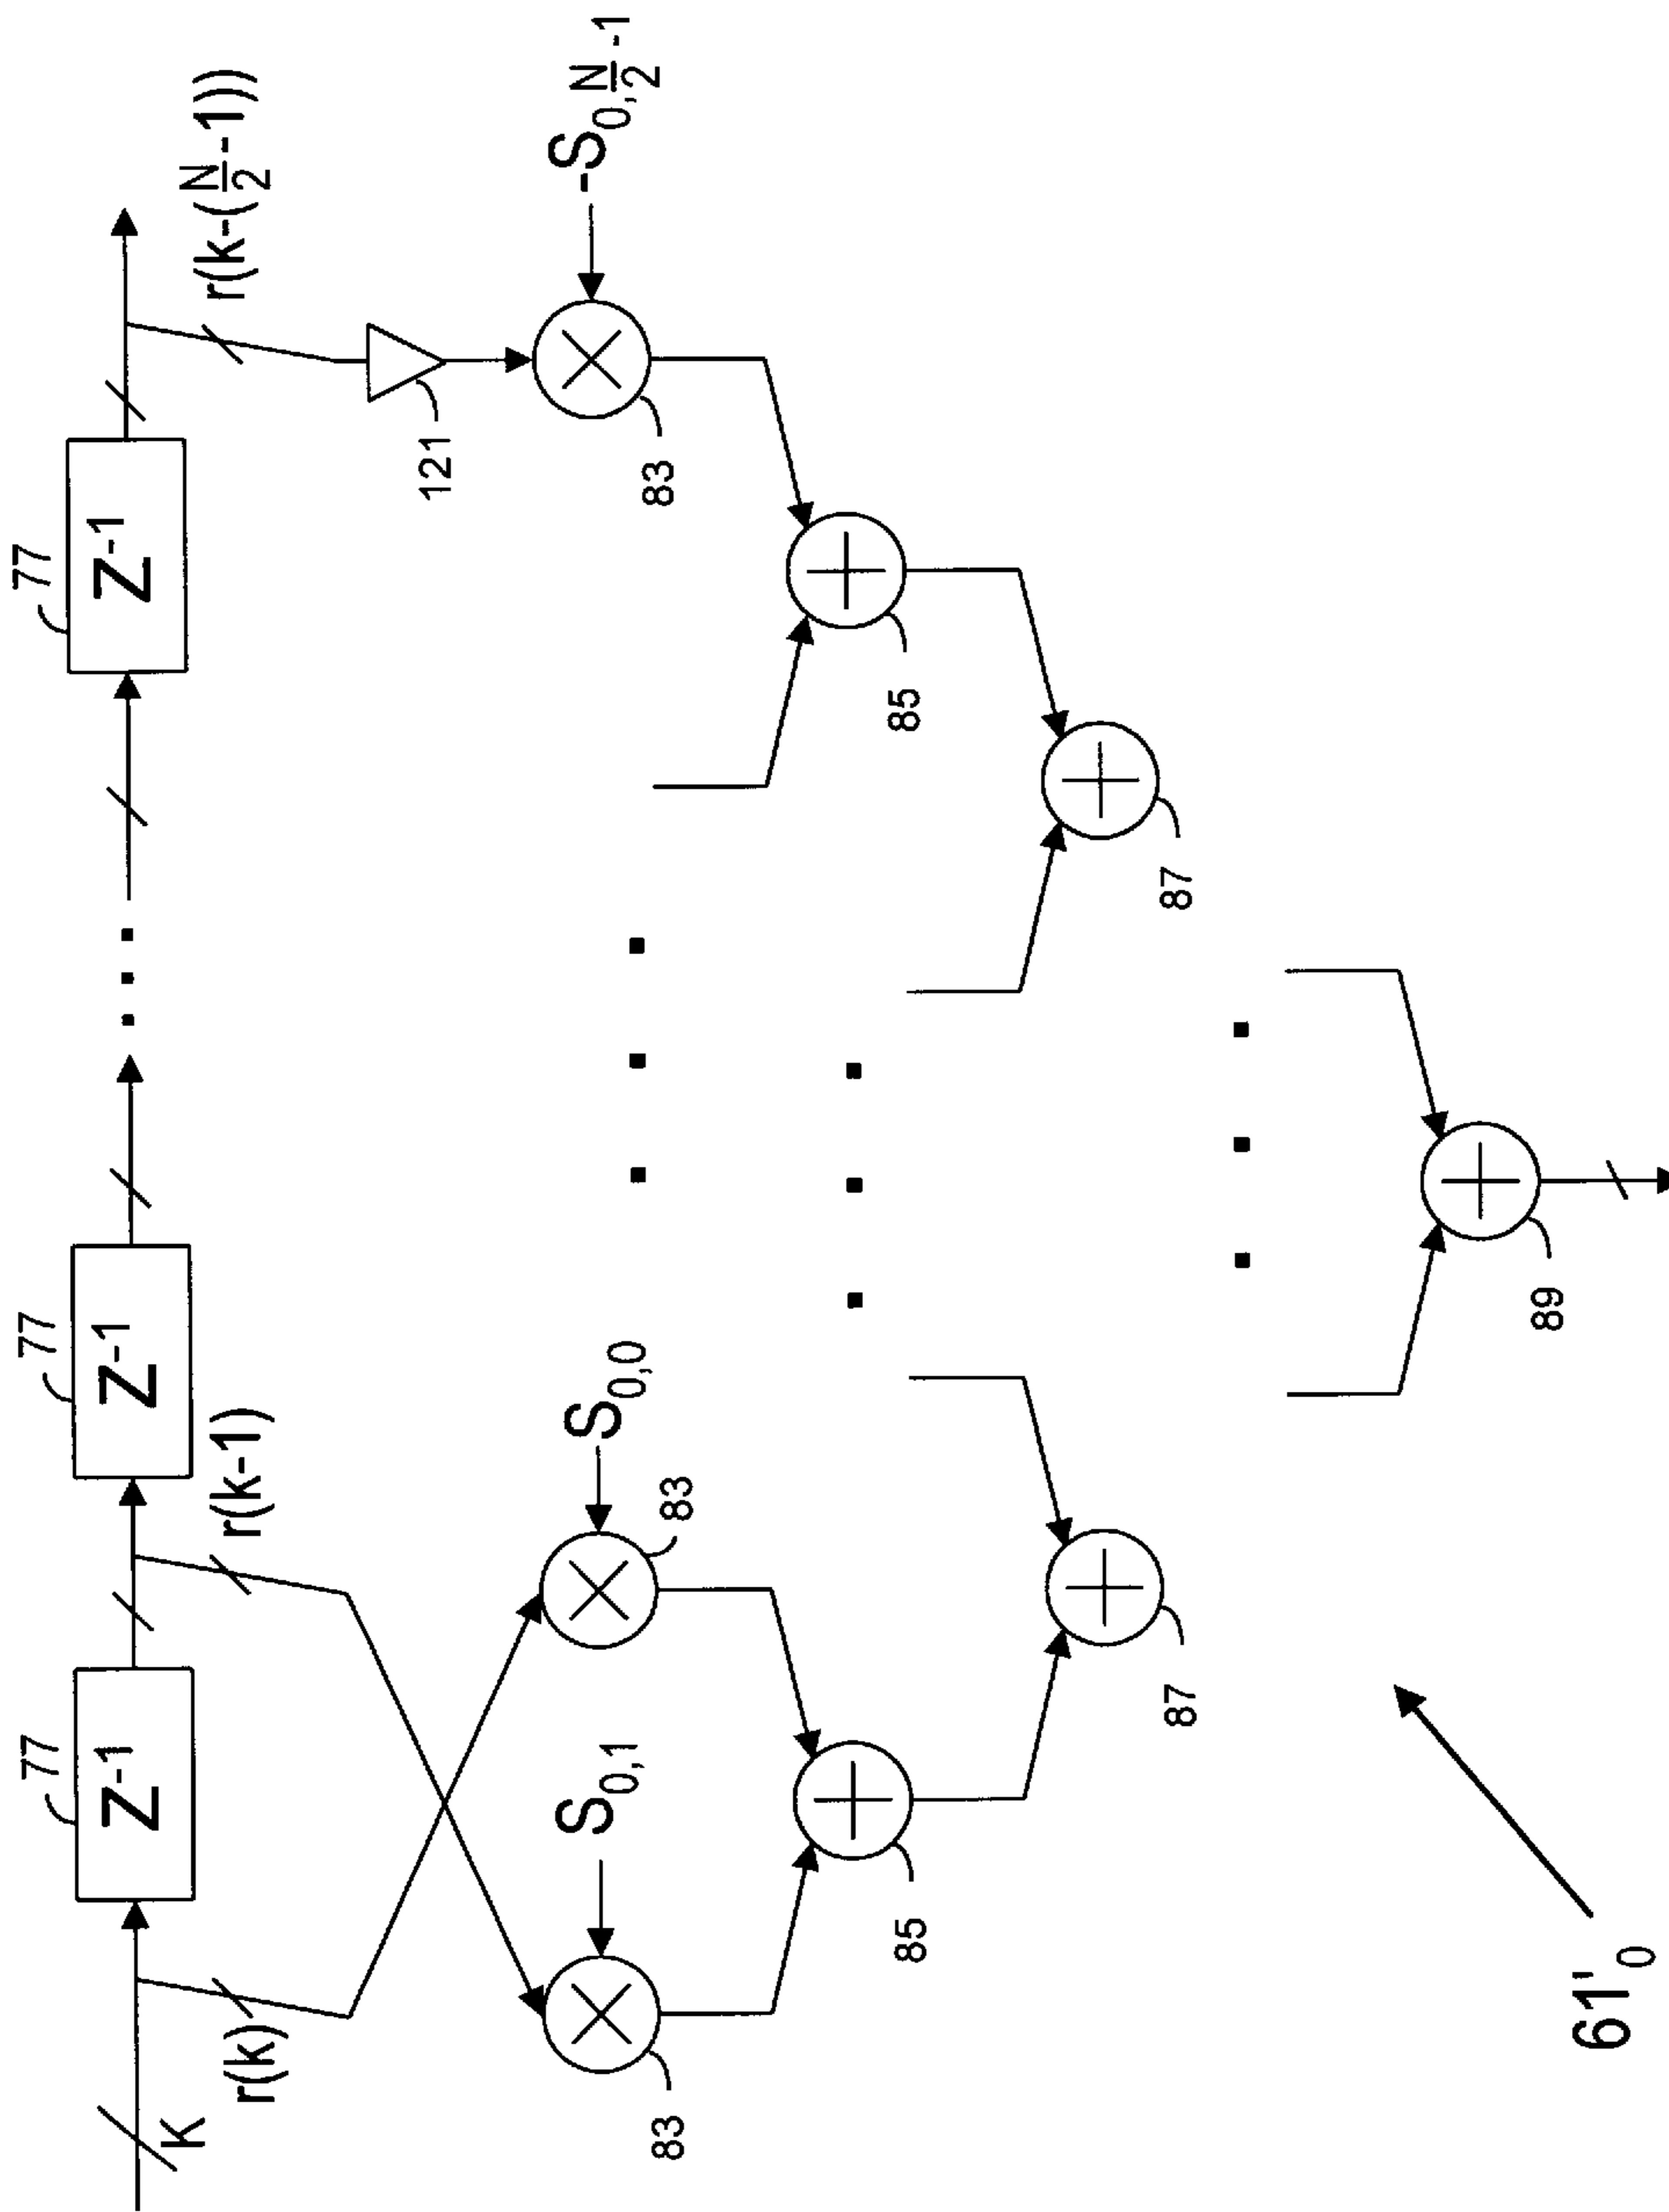 77
77
77
Z⁻¹
Z⁻¹
Z⁻¹
K
r(k)
r(k-1)
r(k-(N/2-1))
121
S₀,₁
S₀,₀
-S₀,N/2-1
83
83
83
85
85
87
87
89
61"₀